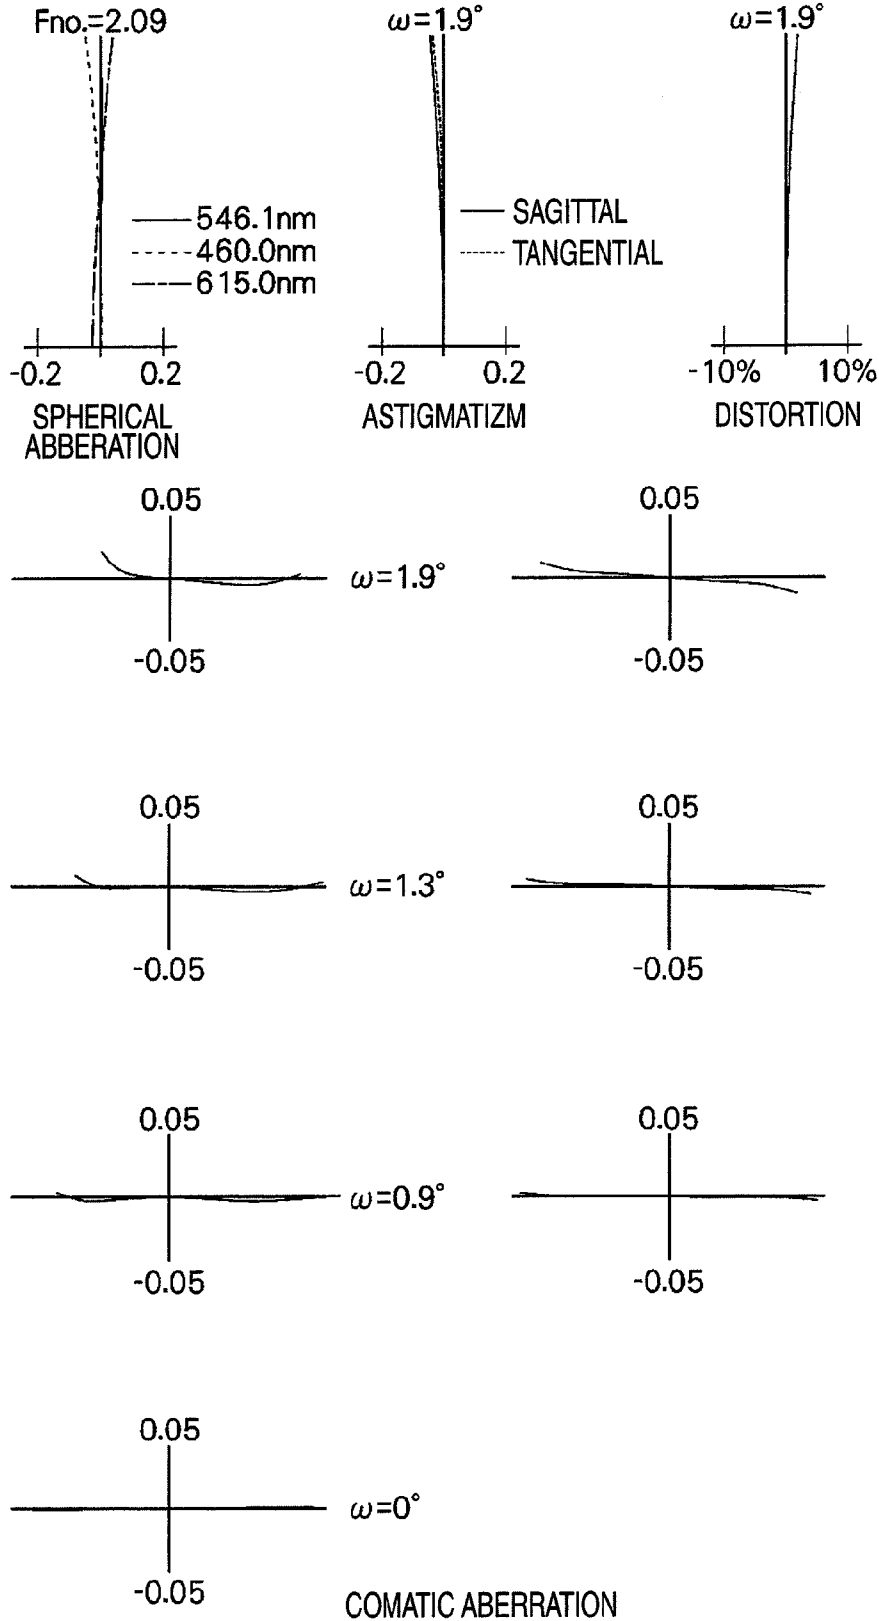 Fno.=2.09
ω=1.9°
ω=1.9°
546.1nm
460.0nm
615.0nm
SAGITTAL
TANGENTIAL
-0.2 0.2
-0.2 0.2
-10% 10%
SPHERICAL
ABBERATION
ASTIGMATIZM
DISTORTION
0.05
0.05
ω=1.9°
-0.05
-0.05
0.05
0.05
ω=1.3°
-0.05
-0.05
0.05
0.05
ω=0.9°
-0.05
-0.05
0.05
ω=0°
-0.05
COMATIC ABERRATION